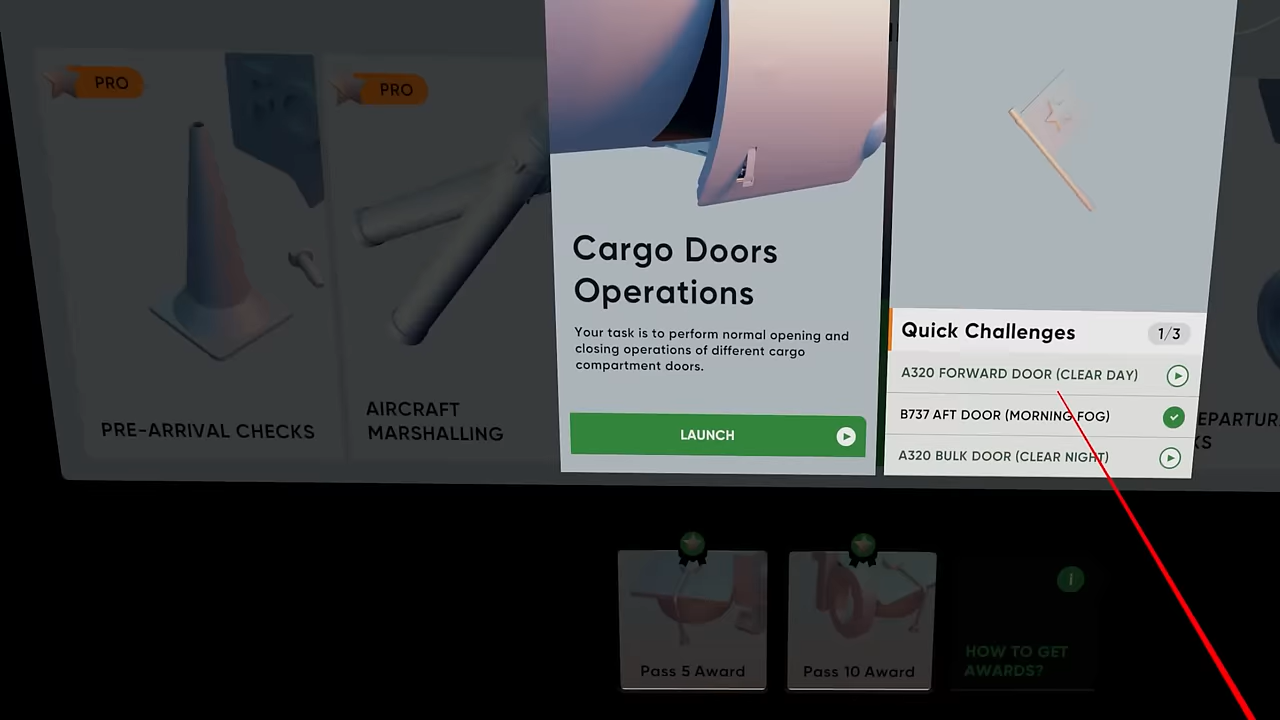 PRO
PRE-ARRIVAL CHECKS
PRO
AIRCRAFT
MARSHALLING
Cargo Doors
Operations
Your task is to perform normal opening and
closing operations of different cargo
compartment doors.
LAUNCH
Quick Challenges 1/3
A320 FORWARD DOOR (CLEAR DAY)
B737 AFT DOOR (MORNING FOG)
A320 BULK DOOR (CLEAR NIGHT)
Pass 5 Award
Pass 10 Award
i
HOW TO GET
AWARDS?